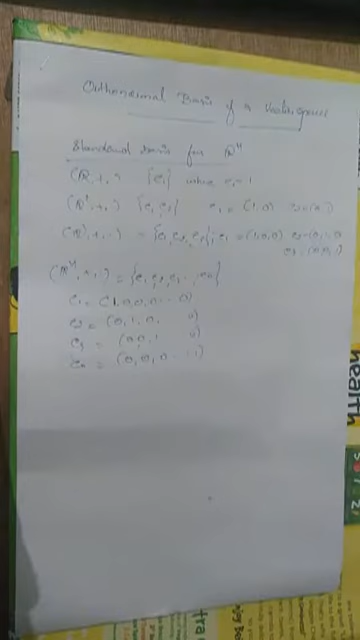 Orthonormal Basis of a Vector space
Standard basis for ℝⁿ
(ℝ, +, ·) {e₁} where e₁ = 1
(ℝ², +, ·) {e₁, e₂} e₁ = (1,0) e₂ = (0,1)
(ℝ³, +, ·) = {e₁, e₂, e₃}; e₁ = (1,0,0) e₂ = (0,1,0)
e₃ = (0,0,1)
(ℝⁿ, +, ·) = {e₁, e₂, e₃ ..., eₙ}
e₁ = (1,0,0,0 -- 0)
e₂ = (0,1,0, 0)
e₃ = (0,0,1 0)
eₙ = (0,0,0 -- 1)
health